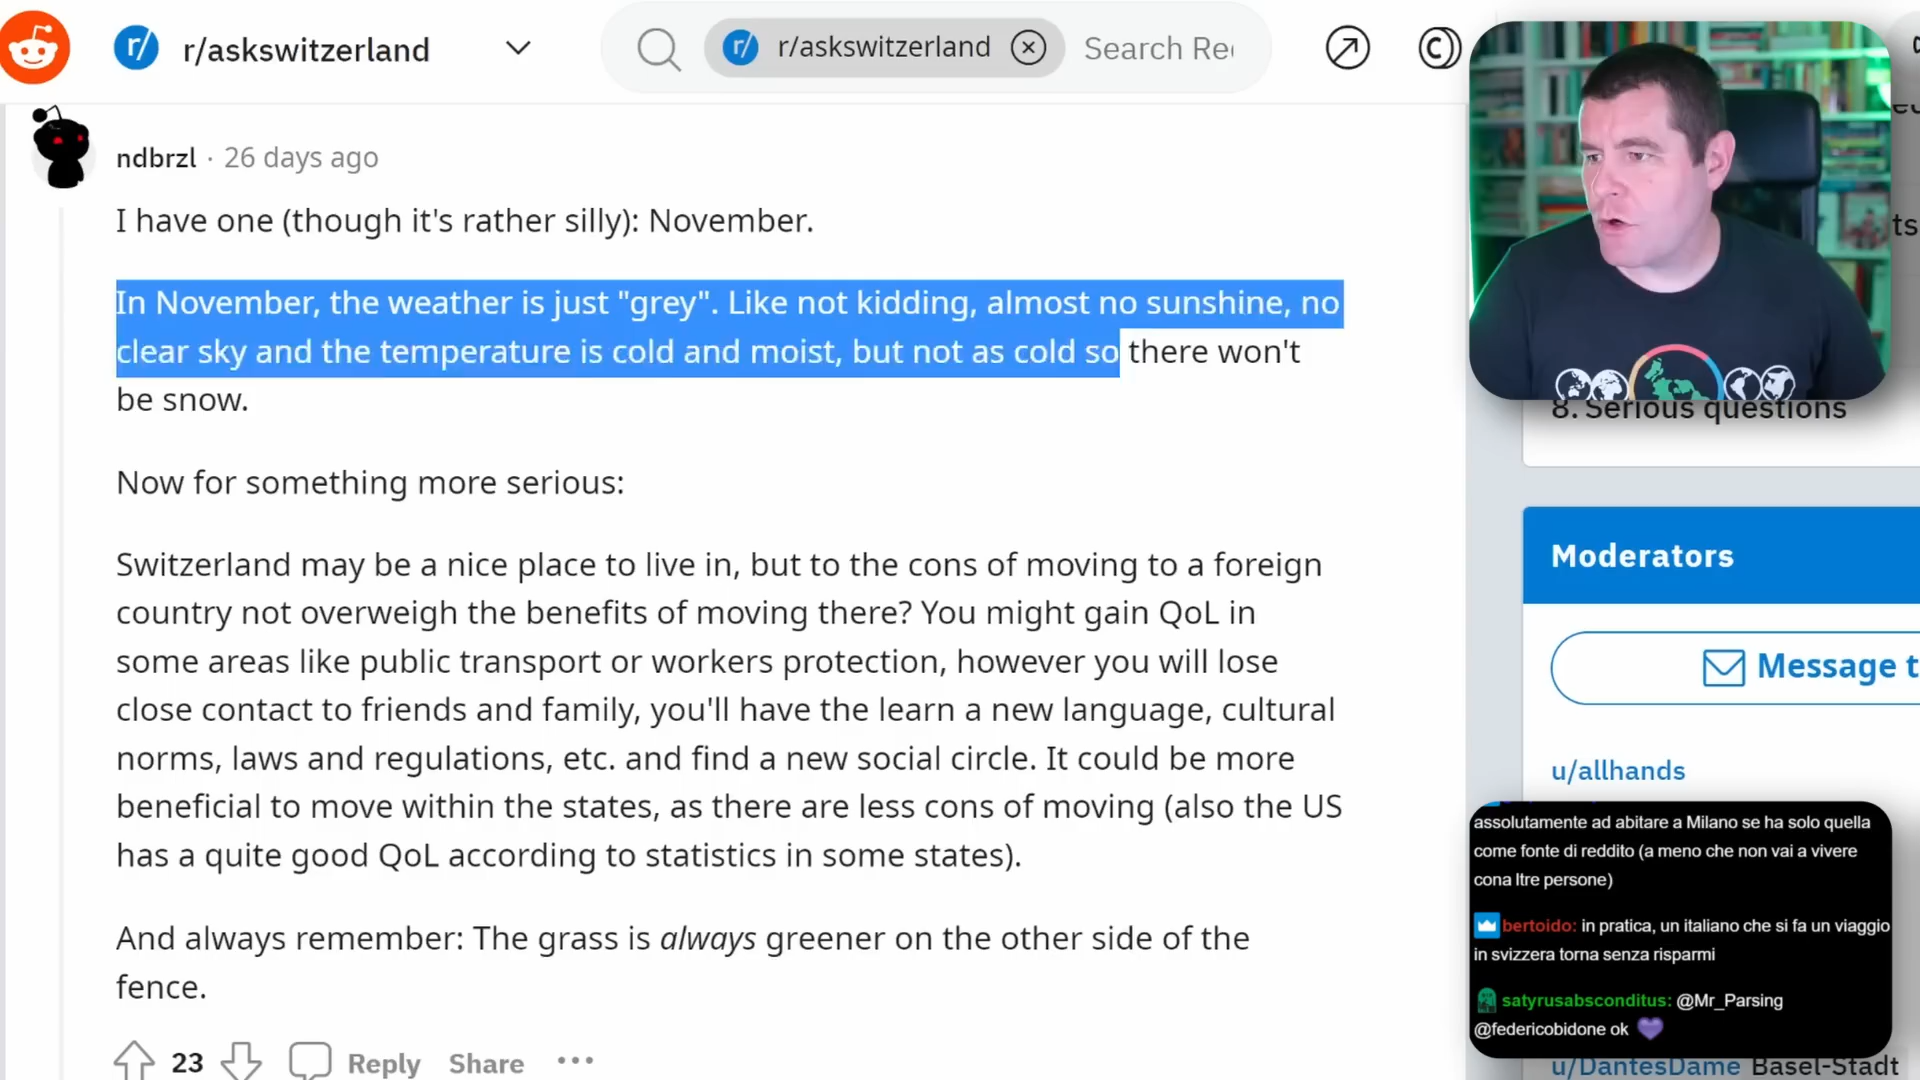 r/askswitzerland
r/askswitzerland
Search Re
ndbrzl · 26 days ago
I have one (though it's rather silly): November.
In November, the weather is just "grey". Like not kidding, almost no sunshine, no
clear sky and the temperature is cold and moist, but not as cold so there won't
be snow.
Now for something more serious:
Switzerland may be a nice place to live in, but to the cons of moving to a foreign
country not overweigh the benefits of moving there? You might gain QoL in
some areas like public transport or workers protection, however you will lose
close contact to friends and family, you'll have the learn a new language, cultural
norms, laws and regulations, etc. and find a new social circle. It could be more
beneficial to move within the states, as there are less cons of moving (also the US
has a quite good QoL according to statistics in some states).
And always remember: The grass is always greener on the other side of the
fence.
23
Reply
Share
ts
8. Serious questions
Moderators
Message t
u/allhands
assolutamente ad abitare a Milano se ha solo quella
come fonte di reddito (a meno che non vai a vivere
cona ltre persone)
bertoido: in pratica, un italiano che si fa un viaggio
in svizzera torna senza risparmi
satyrusabsconditus: @Mr_Parsing
@federicobidone ok
u/DantesDame Basel-Stadt